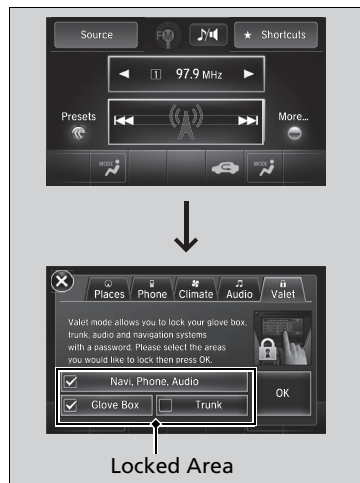 Source FM ★ Shortcuts
1 97.9 MHz
Presets More...
MODE MODE
Places Phone Climate Audio Valet
Valet mode allows you to lock your glove box,
trunk, audio and navigation systems
with a password. Please select the areas
you would like to lock then press OK.
Navi, Phone, Audio
Glove Box Trunk OK
Locked Area